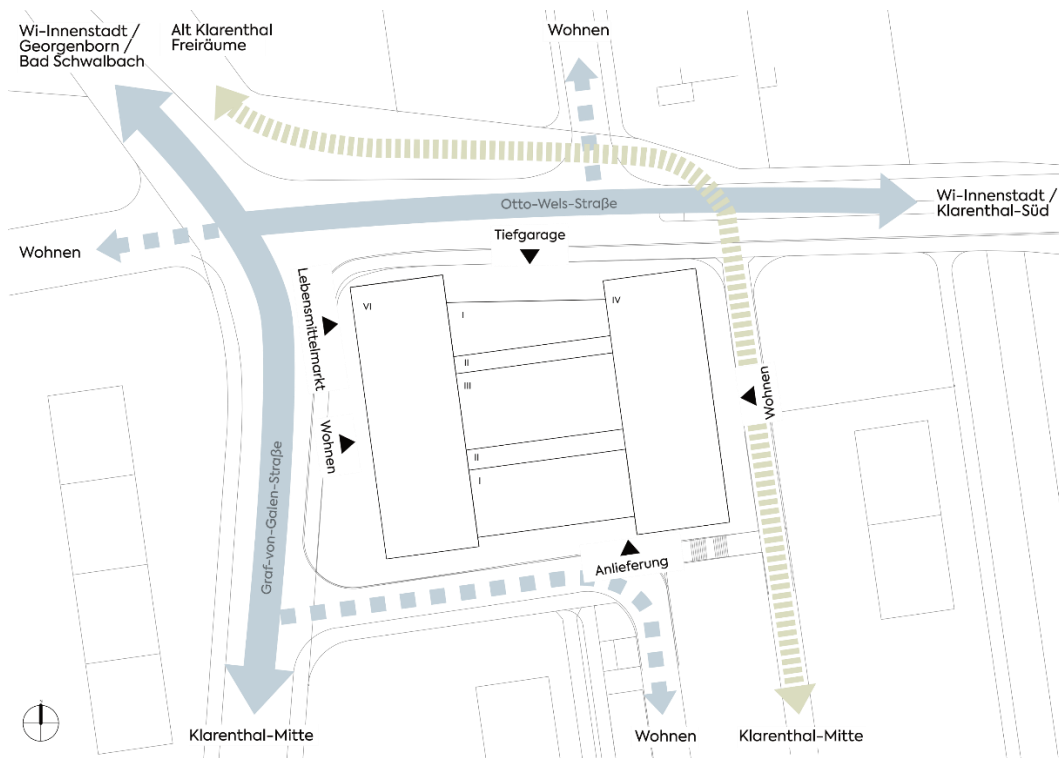 Wi-Innenstadt /
Georgenborn /
Bad Schwalbach
Alt Klarenthal
Freiräume
Wohnen
Otto-Wels-Straße
Wi-Innenstadt /
Klarenthal-Süd
Wohnen
Tiefgarage
Lebensmittelmarkt
VI
I
IV
II
III
Wohnen
Wohnen
II
I
Graf-von-Galen-Straße
Anlieferung
Klarenthal-Mitte
Wohnen
Klarenthal-Mitte